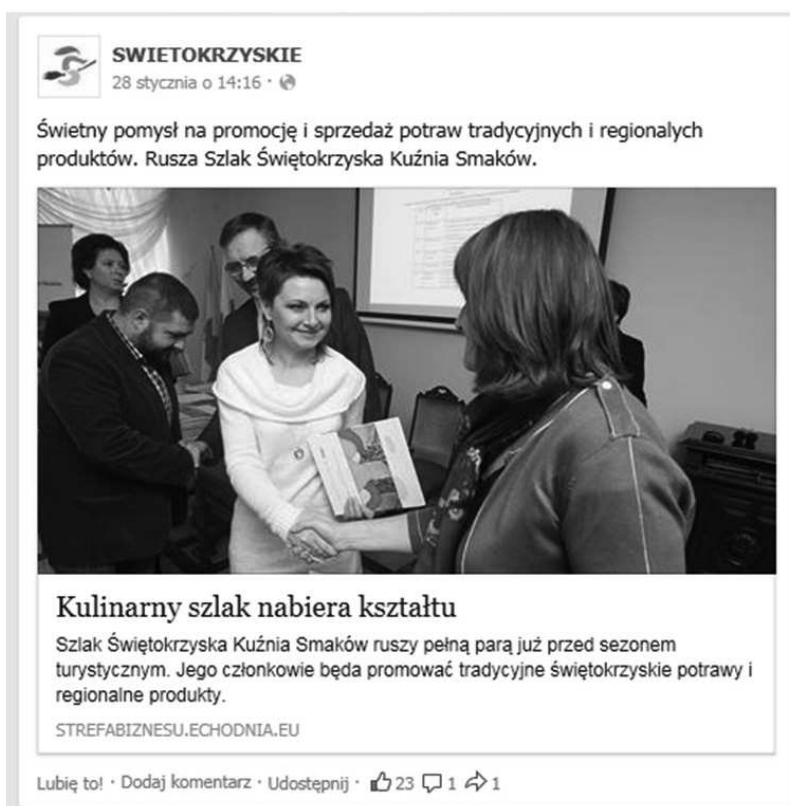 SWIETOKRZYSKIE
28 stycznia o 14:16 ·
Świetny pomysł na promocję i sprzedaż potraw tradycyjnych i regionalych
produktów. Rusza Szlak Świętokrzyska Kuźnia Smaków.
Kulinarny szlak nabiera kształtu
Szlak Świętokrzyska Kuźnia Smaków ruszy pełną parą już przed sezonem
turystycznym. Jego członkowie będa promować tradycyjne świętokrzyskie potrawy i
regionalne produkty.
STREFABIZNESU.ECHODNIA.EU
Lubię to! · Dodaj komentarz · Udostępnij · 23 1 1